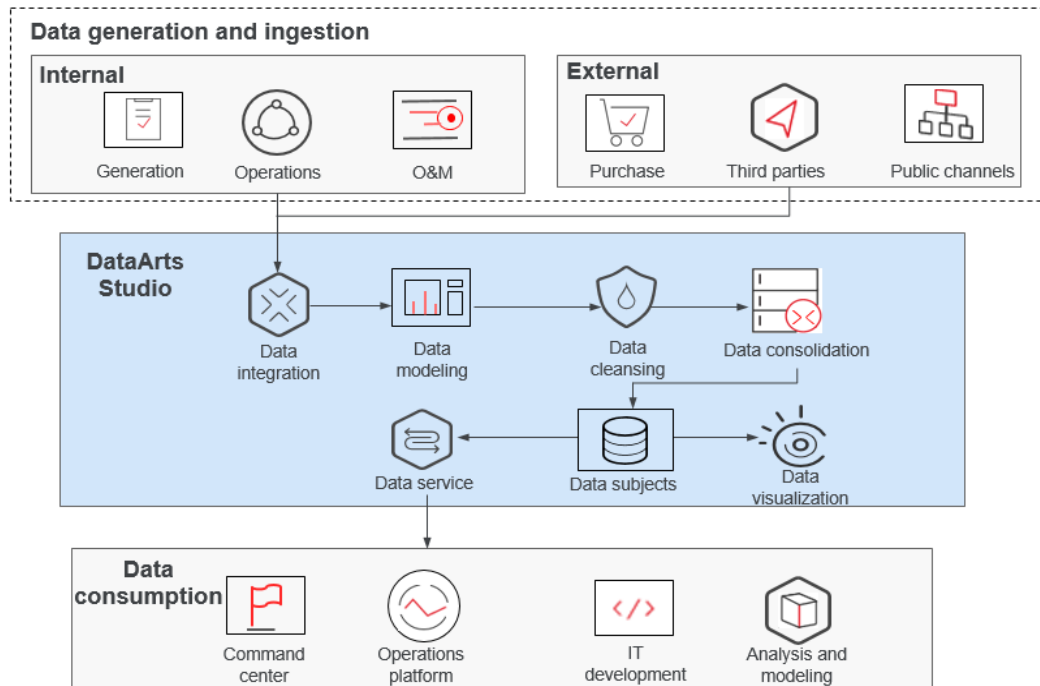 Data generation and ingestion
Internal
External
Generation
Operations
O&M
Purchase
Third parties
Public channels
DataArts
Studio
Data
integration
Data
modeling
Data
cleansing
Data consolidation
Data service
Data subjects
Data
visualization
Data
consumption
Command
center
Operations
platform
IT
development
Analysis and
modeling